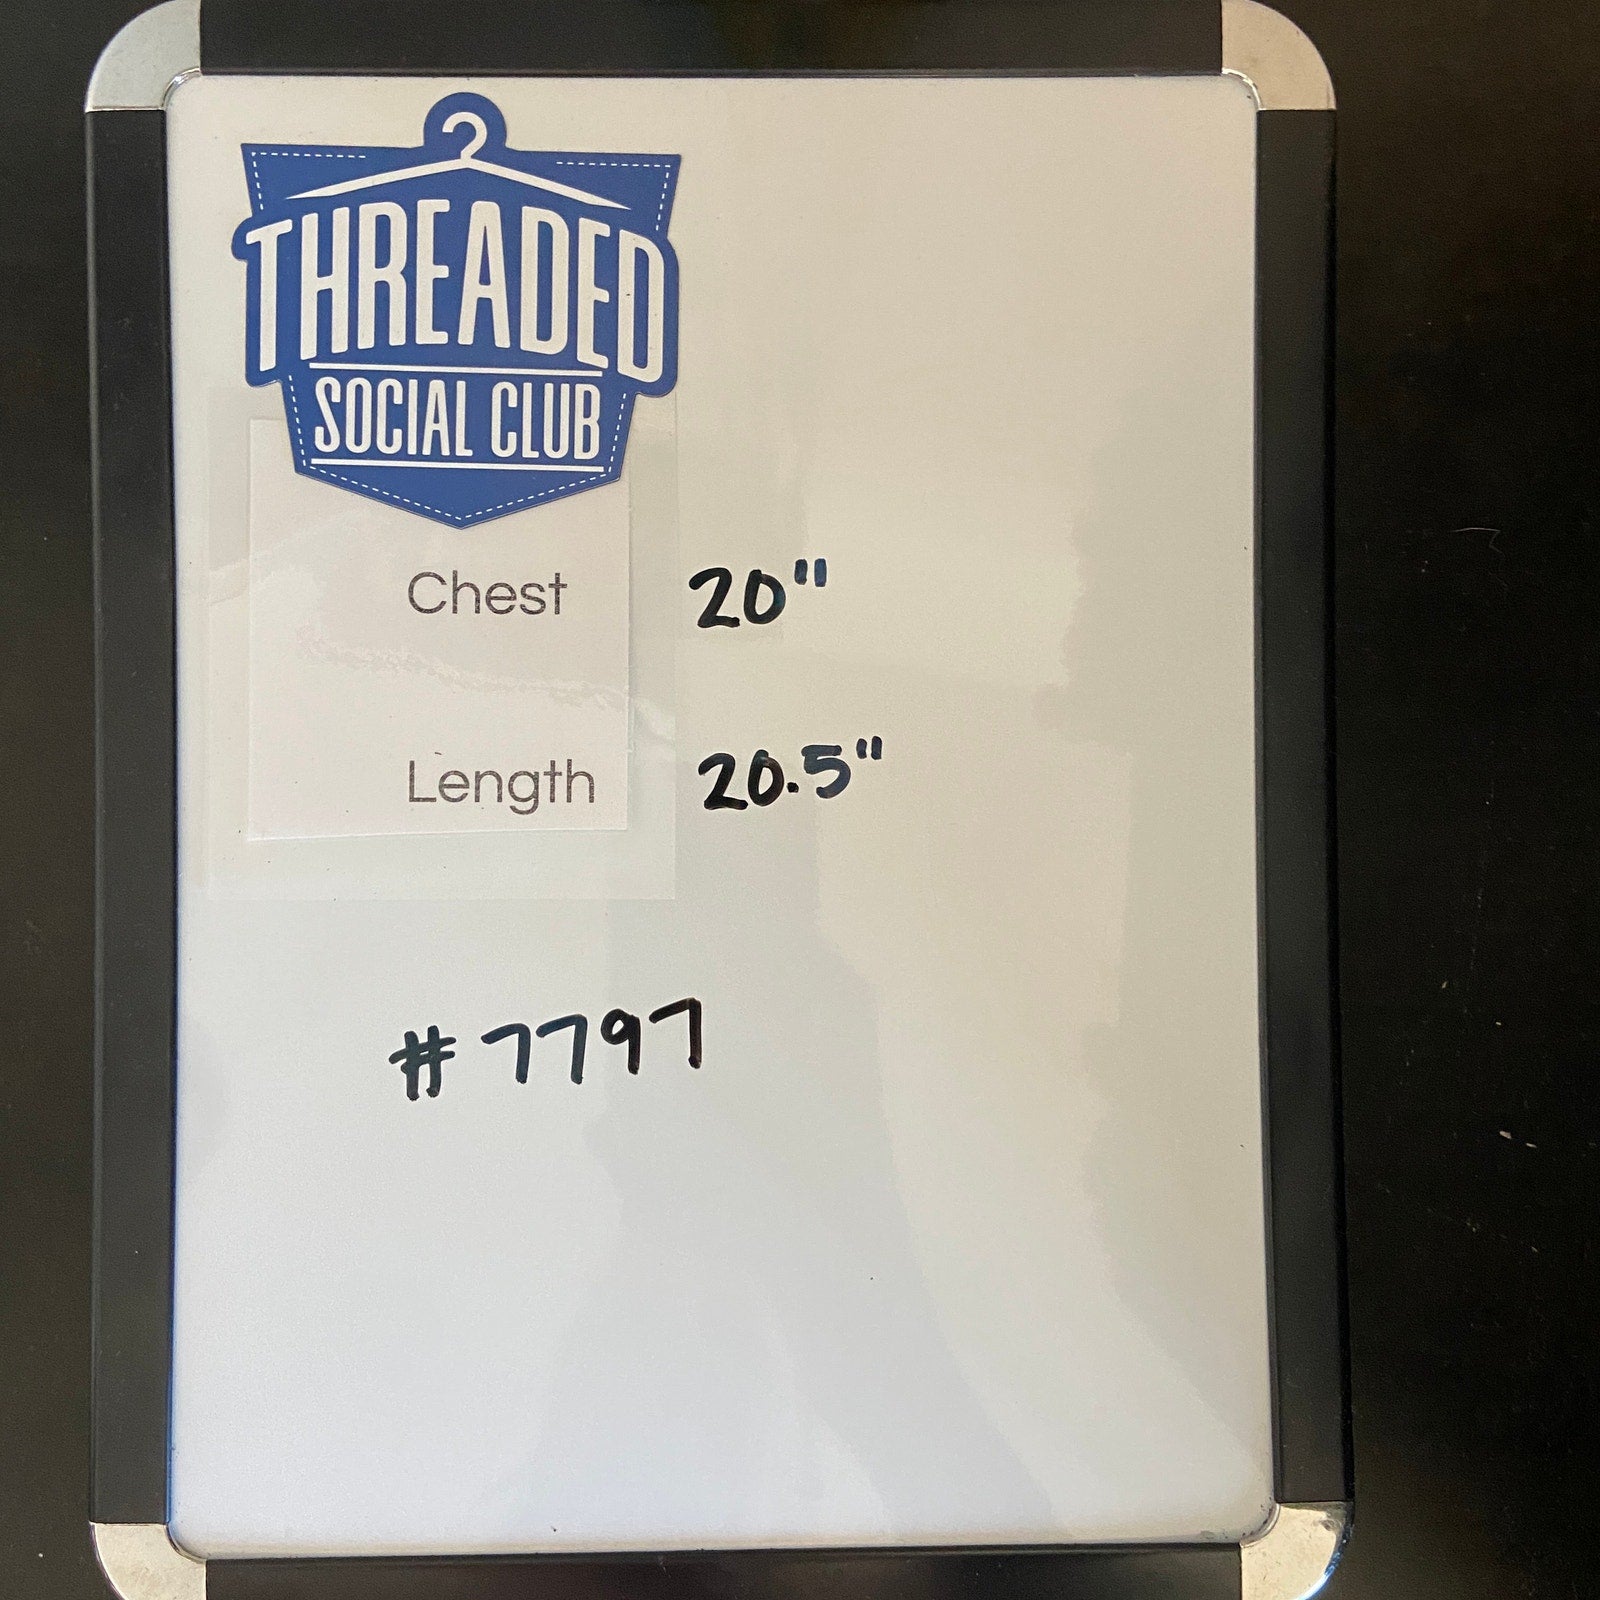 THREADED
SOCIAL CLUB
Chest 20"
Length 20.5"
#7797